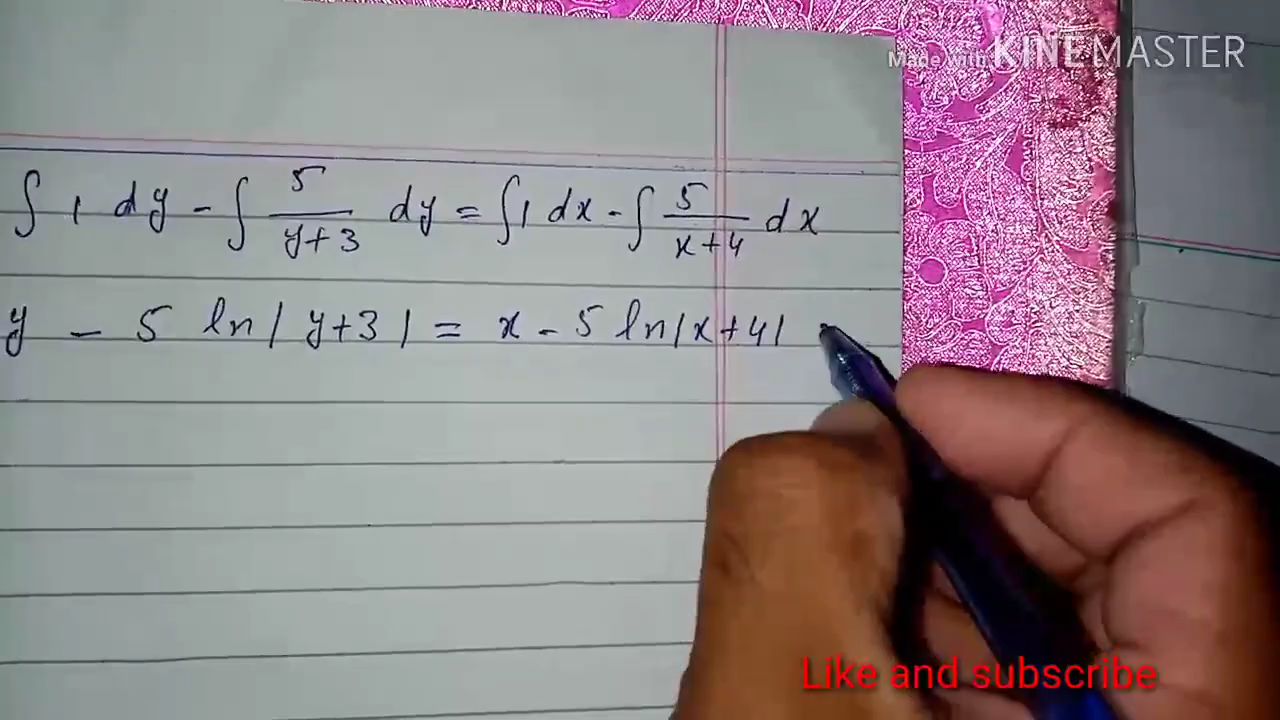 Made with KINEMASTER
∫ 1 dy - ∫ 5/(y+3) dy = ∫ 1 dx - ∫ 5/(x+4) dx
y - 5 ln|y+3| = x - 5 ln|x+4|
Like and subscribe